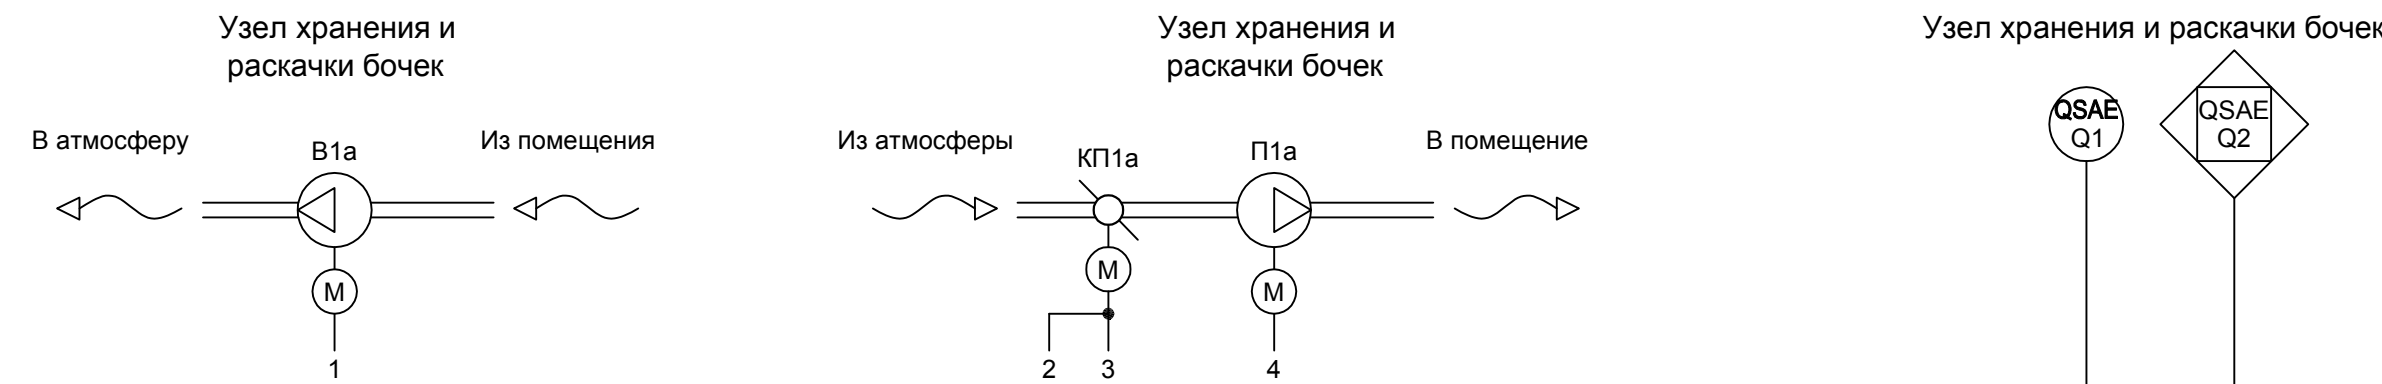 Узел хранения и
раскачки бочек
В атмосферу
В1а
Из помещения
М
1
Узел хранения и
раскачки бочек
Из атмосферы
КП1а
П1а
В помещение
М
М
2
3
4
Узел хранения и раскачки бочек
QSAE
Q1
QSAE
Q2